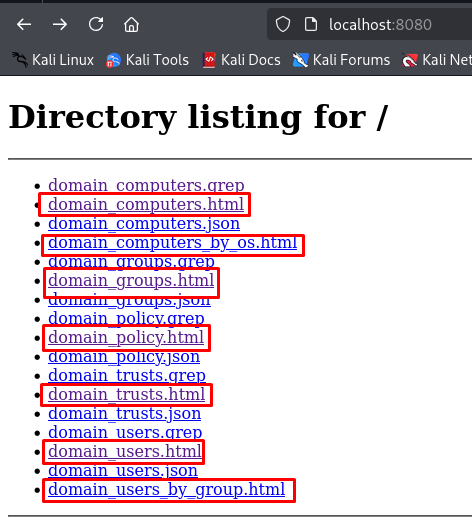 localhost:8080
Kali Linux Kali Tools Kali Docs Kali Forums Kali Net
Directory listing for /
domain_computers.grep
domain_computers.html
domain_computers.json
domain_computers_by_os.html
domain_groups.grep
domain_groups.html
domain_groups.json
domain_policy.grep
domain_policy.html
domain_policy.json
domain_trusts.grep
domain_trusts.html
domain_trusts.json
domain_users.grep
domain_users.html
domain_users.json
domain_users_by_group.html